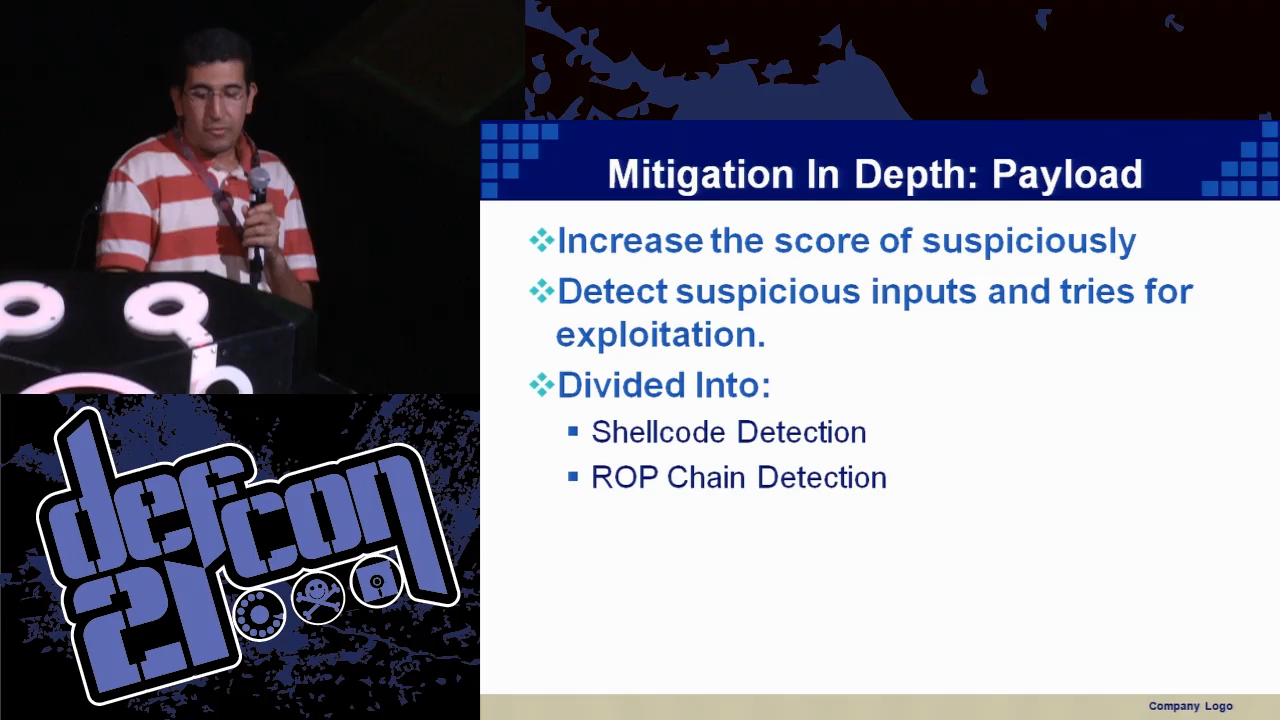 Mitigation In Depth: Payload
Increase the score of suspiciously
Detect suspicious inputs and tries for
exploitation.
Divided Into:
Shellcode Detection
ROP Chain Detection
defcon
21
Company Logo